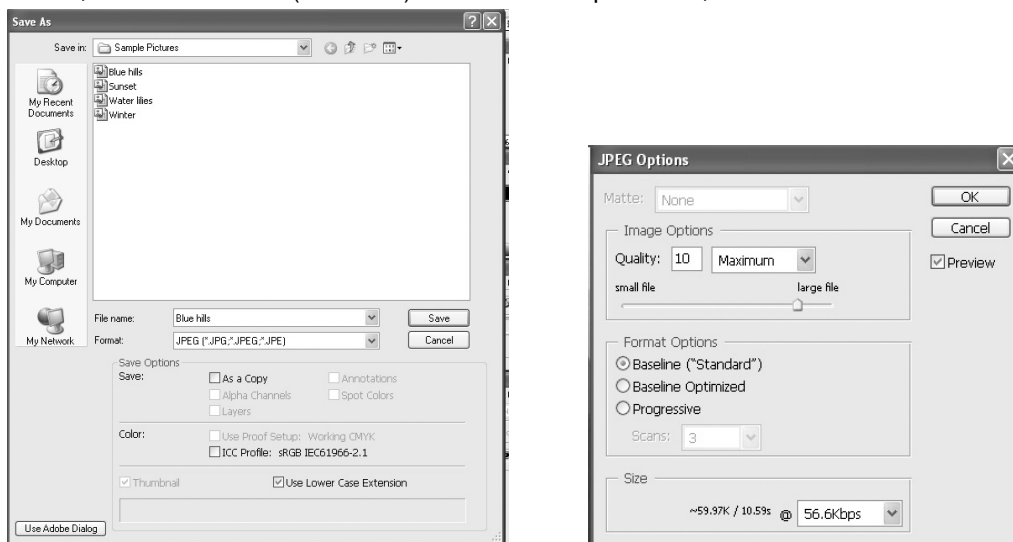 Save As
Save in: Sample Pictures
My Recent Documents
Desktop
My Documents
My Computer
My Network
Blue hills
Sunset
Water lilies
Winter
File name: Blue hills Save
Format: JPEG (*.JPG;*.JPEG;*.JPE) Cancel
Save Options
Save: As a Copy Annotations
Alpha Channels Spot Colors
Layers
Color: Use Proof Setup: Working CMYK
ICC Profile: sRGB IEC61966-2.1
Thumbnail Use Lower Case Extension
Use Adobe Dialog
JPEG Options
Matte: None OK
Cancel
Preview
Image Options
Quality: 10 Maximum
small file large file
Format Options
Baseline ("Standard")
Baseline Optimized
Progressive
Scans: 3
Size
~59.97K / 10.59s @ 56.6Kbps